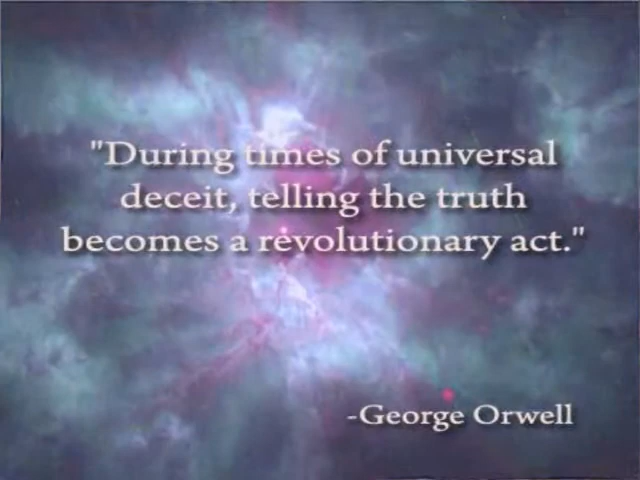 "During times of universal
deceit, telling the truth
becomes a revolutionary act."
-George Orwell